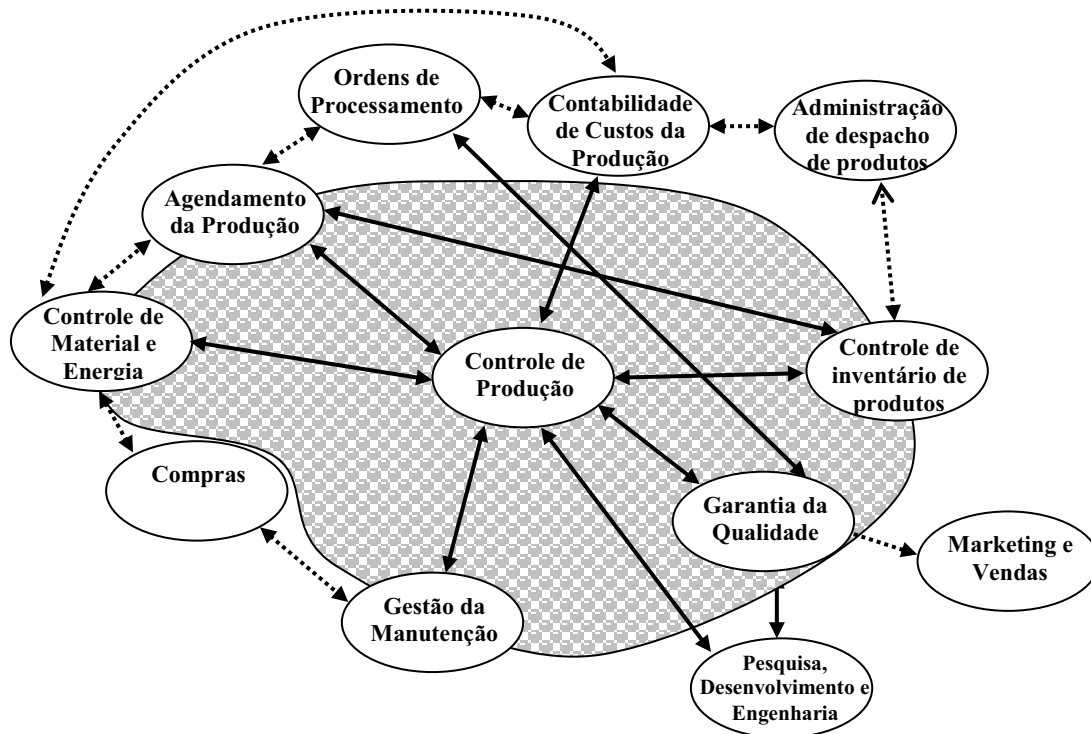 Ordens de
Processamento
Contabilidade
de Custos da
Produção
Administração
de despacho
de produtos
Agendamento
da Produção
Controle de
Material e
Energia
Controle de
Produção
Controle de
inventário de
produtos
Compras
Garantia da
Qualidade
Marketing e
Vendas
Gestão da
Manutenção
Pesquisa,
Desenvolvimento e
Engenharia